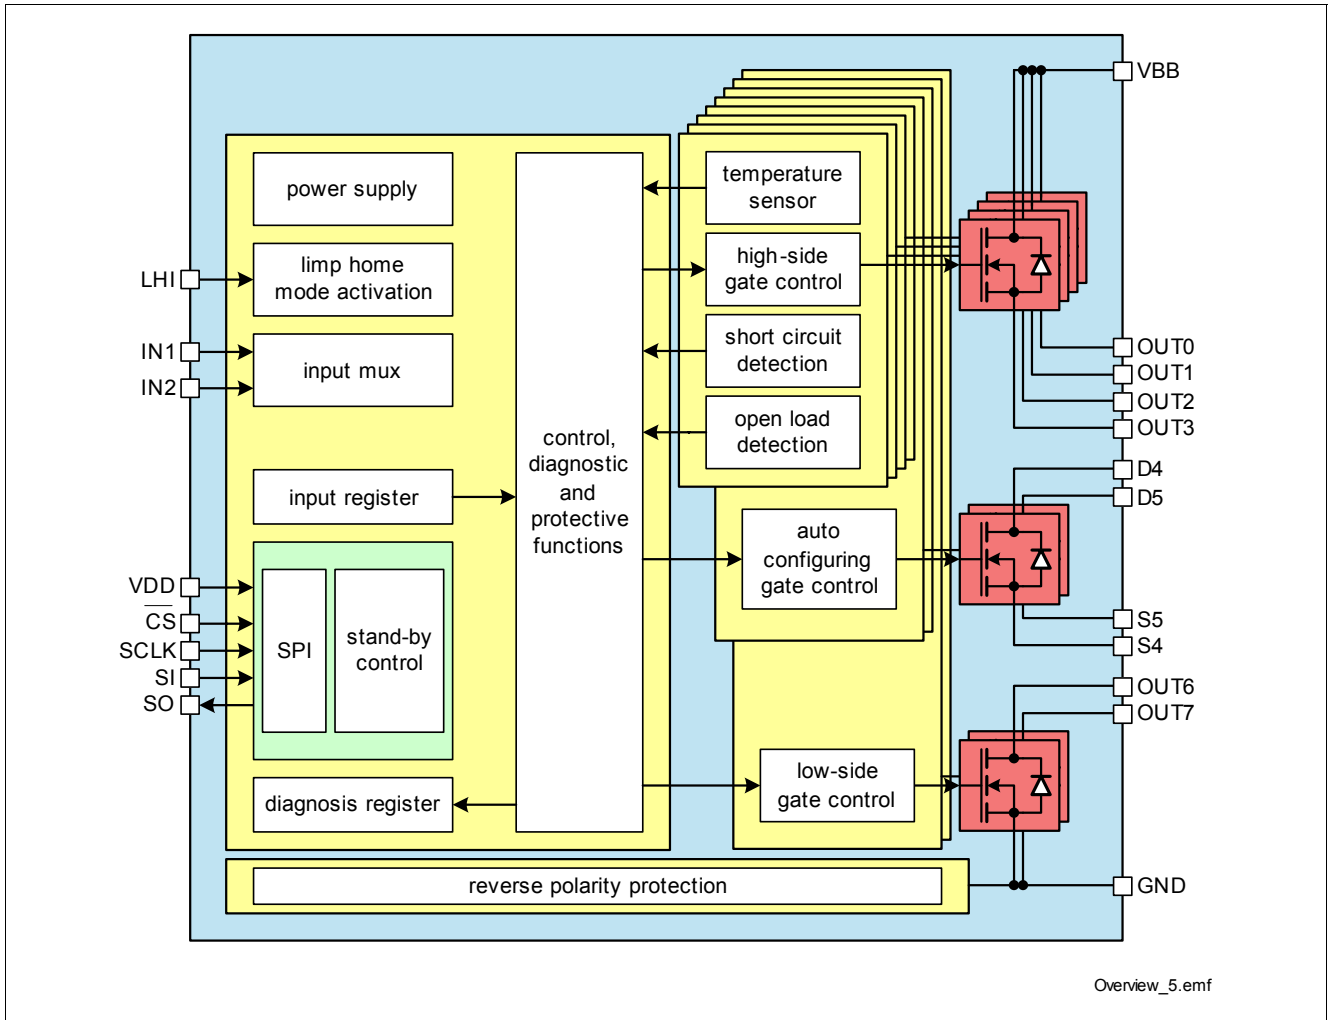 VBB
power supply
temperature
sensor
LHI
limp home
mode activation
high-side
gate control
IN1
IN2
input mux
short circuit
detection
OUT0
OUT1
OUT2
OUT3
open load
detection
control,
diagnostic
and
protective
functions
input register
D4
D5
auto
configuring
gate control
VDD
CS
SCLK
SI
SO
SPI
stand-by
control
S5
S4
OUT6
OUT7
low-side
gate control
diagnosis register
reverse polarity protection
GND
Overview_5.emf